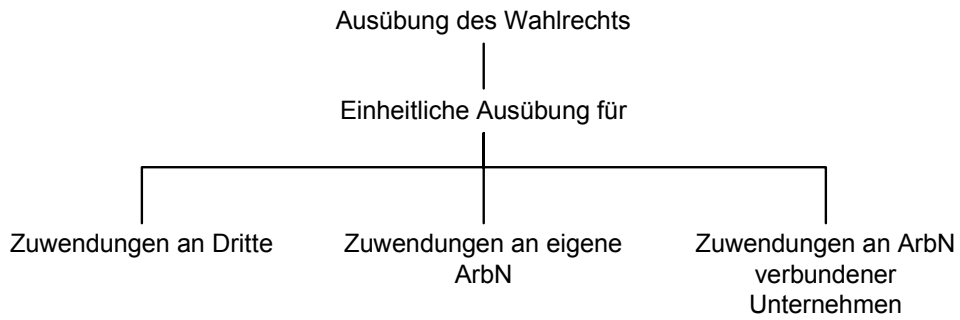 Ausübung des Wahlrechts
Einheitliche Ausübung für
Zuwendungen an Dritte
Zuwendungen an eigene
ArbN
Zuwendungen an ArbN
verbundener
Unternehmen